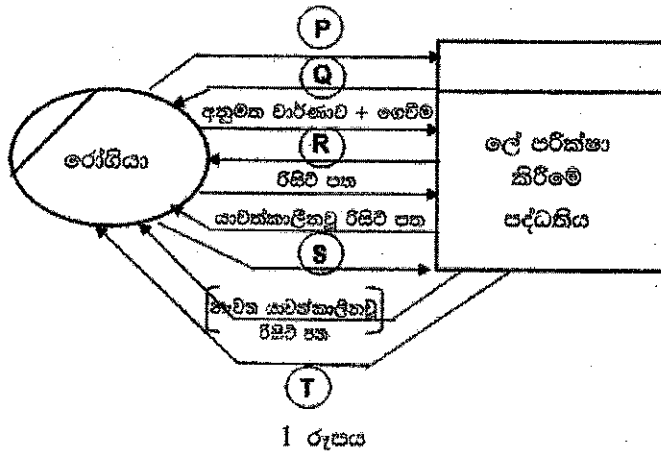 P
Q
අනුමත වාර්ණාව + ගෙවීම
R
රිසිට් පත
යාවත්කාලීනවූ රිසිට් පත
S
නැවත යාවත්කාලීනවූ
රිසිට් පත
T
රෝගියා
ලේ පරීක්ෂා
කිරීමේ
පද්ධතිය
1 රූපය